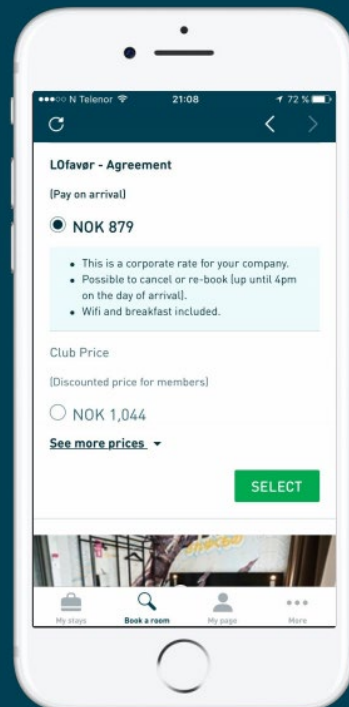 N Telenor 21:08 72 %
LOfavør - Agreement
(Pay on arrival)
NOK 879
• This is a corporate rate for your company.
• Possible to cancel or re-book (up until 4pm
on the day of arrival).
• Wifi and breakfast included.
Club Price
(Discounted price for members)
NOK 1,044
See more prices
SELECT
My stays Book a room My page More